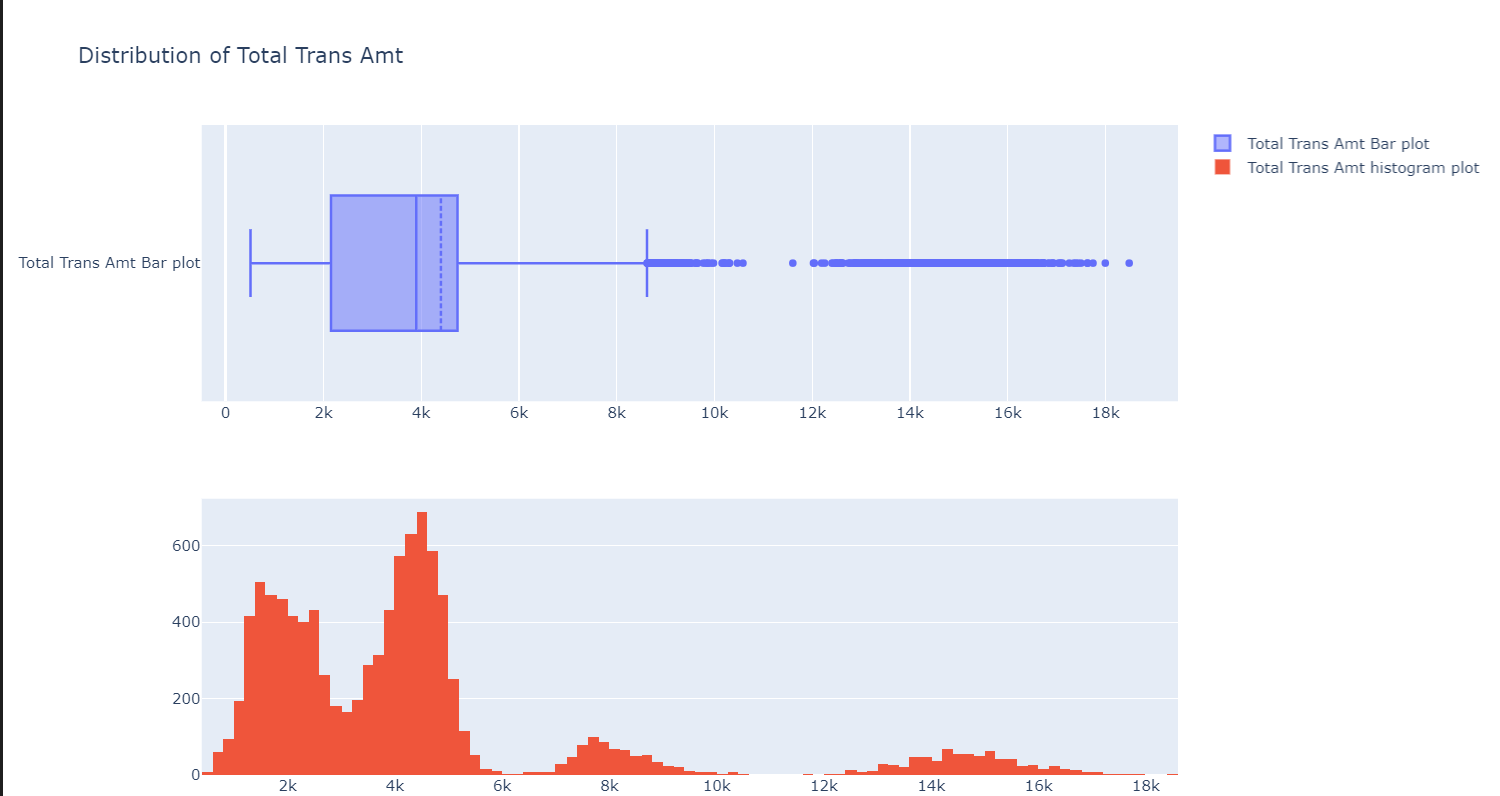 Distribution of Total Trans Amt
Total Trans Amt Bar plot
Total Trans Amt histogram plot
Total Trans Amt Bar plot
0 2k 4k 6k 8k 10k 12k 14k 16k 18k
600
400
200
0
2k 4k 6k 8k 10k 12k 14k 16k 18k